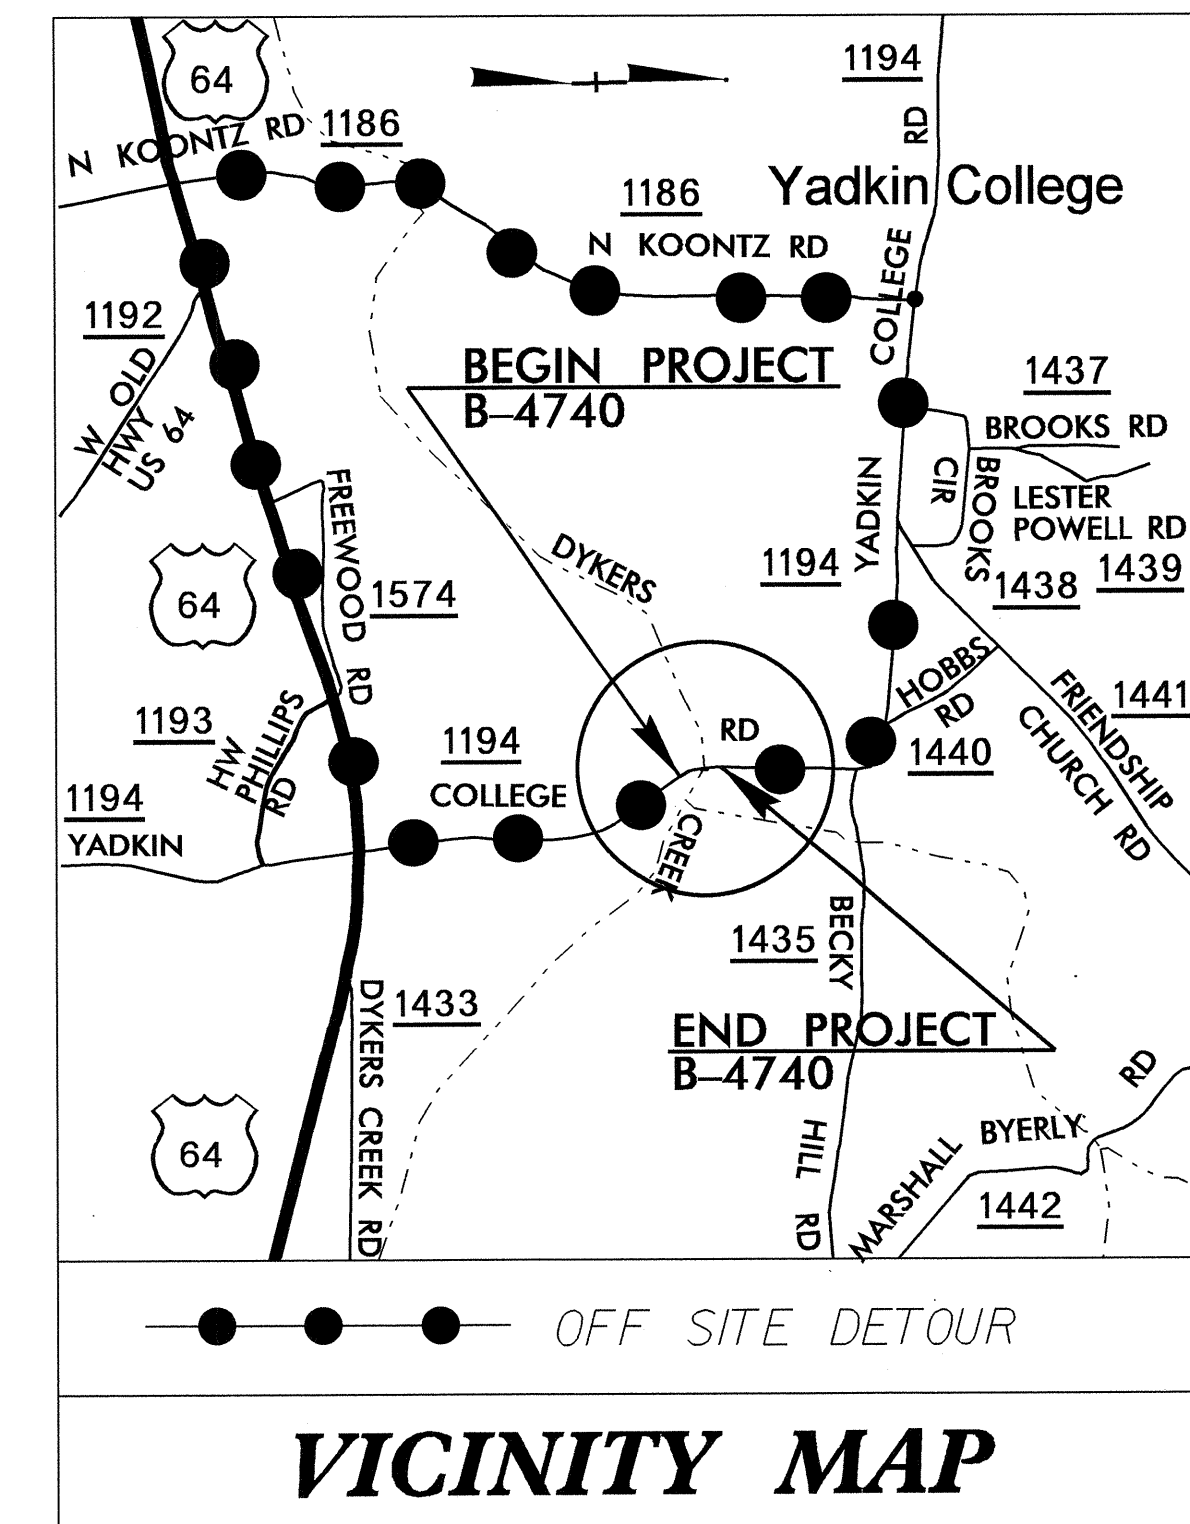 64
N KOONTZ RD
1186
1194
RD
Yadkin College
1186
N KOONTZ RD
COLLEGE
1192
W OLD
HWY
US 64
BEGIN PROJECT
B-4740
1437
BROOKS RD
CIR
BROOKS
LESTER
POWELL RD
YADKIN
FREEWOOD RD
DYKERS
1194
1438
1439
64
1574
HOBBS
RD
FRIENDSHIP
CHURCH RD
1441
1193
HW
PHILLIPS
RD
1194
COLLEGE
RD
1440
1194
YADKIN
CREEK
1435
BECKY
HILL RD
DYKERS CREEK RD
1433
END PROJECT
B-4740
64
MARSHALL
BYERLY
RD
1442
OFF SITE DETOUR
VICINITY MAP